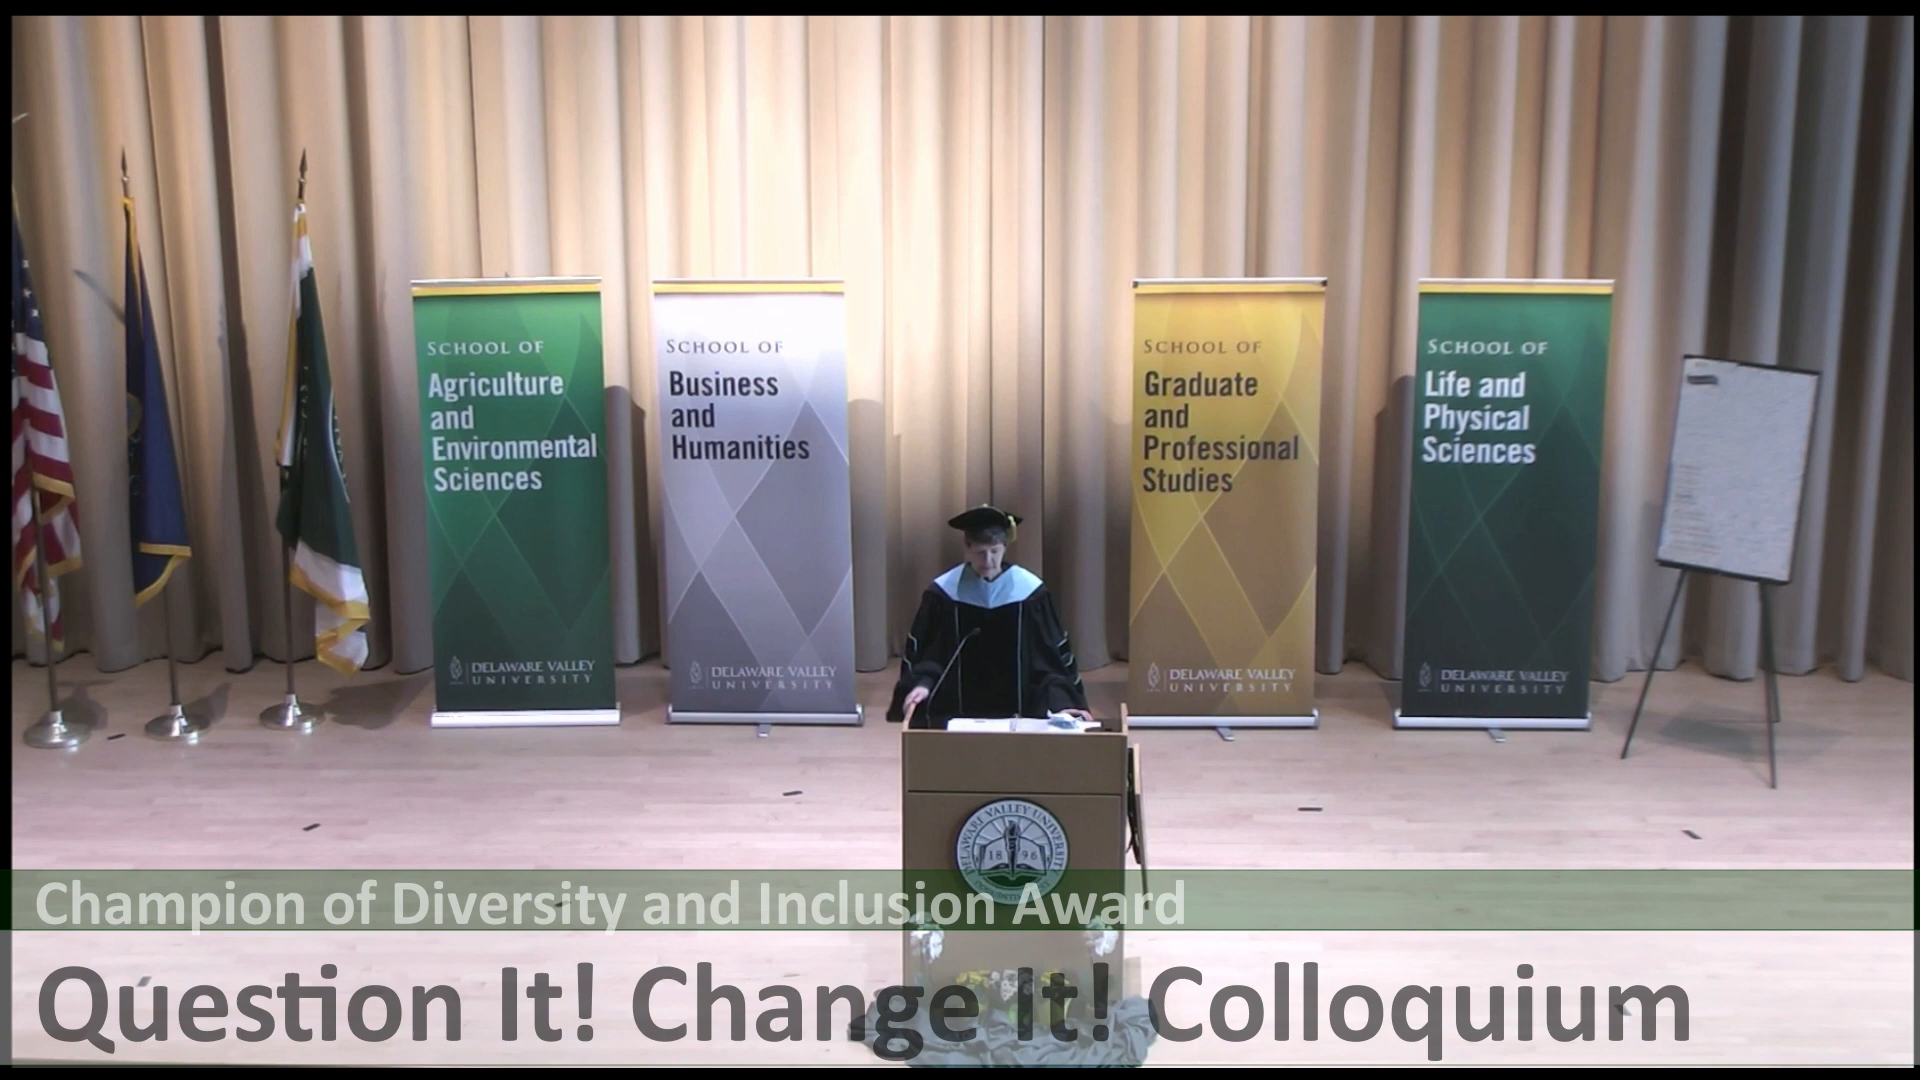 SCHOOL OF
Agriculture
and
Environmental
Sciences
DELAWARE VALLEY
UNIVERSITY
SCHOOL OF
Business
and
Humanities
DELAWARE VALLEY
UNIVERSITY
SCHOOL OF
Graduate
and
Professional
Studies
DELAWARE VALLEY
UNIVERSITY
SCHOOL OF
Life and
Physical
Sciences
DELAWARE VALLEY
UNIVERSITY
DELAWARE VALLEY UNIVERSITY
1896
Champion of Diversity and Inclusion Award
Question It! Change It! Colloquium